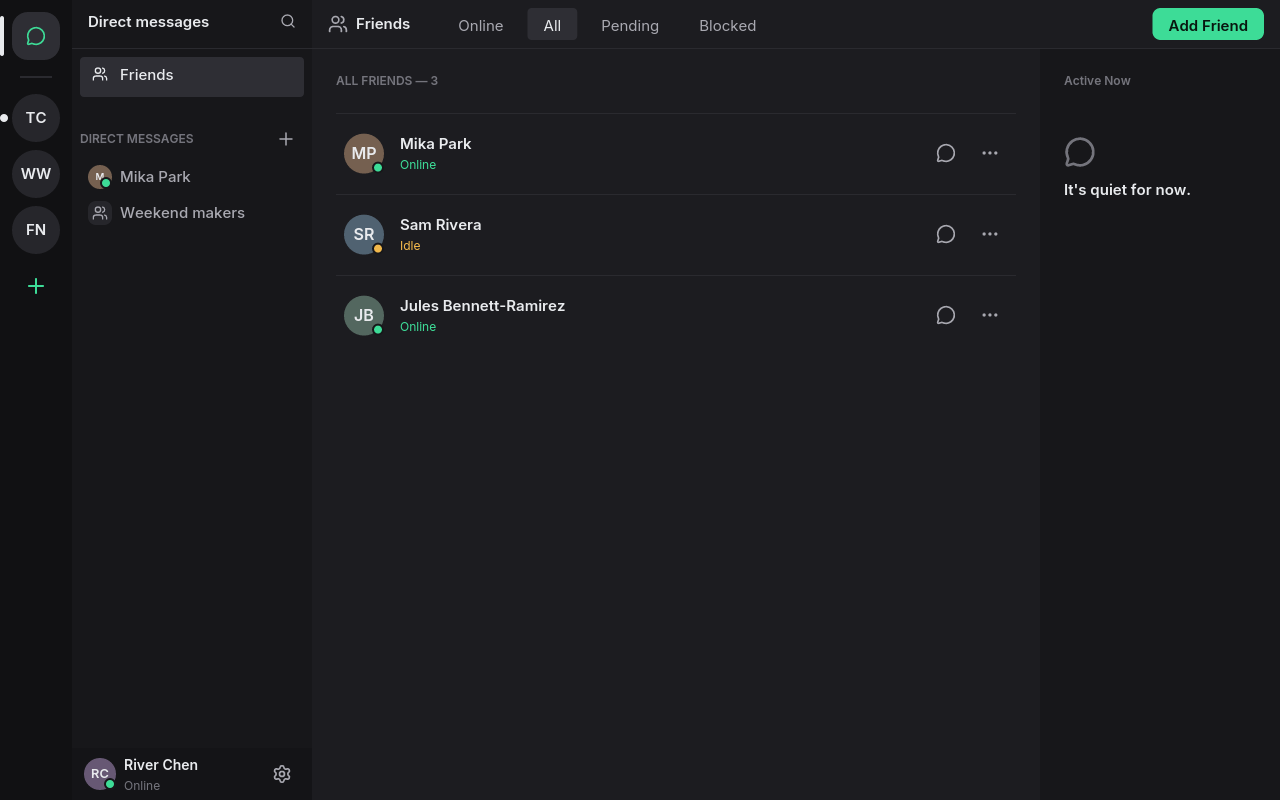 TC
WW
FN
Direct messages
Friends
DIRECT MESSAGES
M
Mika Park
Weekend makers
RC
River Chen
Online
Friends
Online
All
Pending
Blocked
Add Friend
ALL FRIENDS — 3
MP
Mika Park
Online
SR
Sam Rivera
Idle
JB
Jules Bennett-Ramirez
Online
Active Now
It's quiet for now.